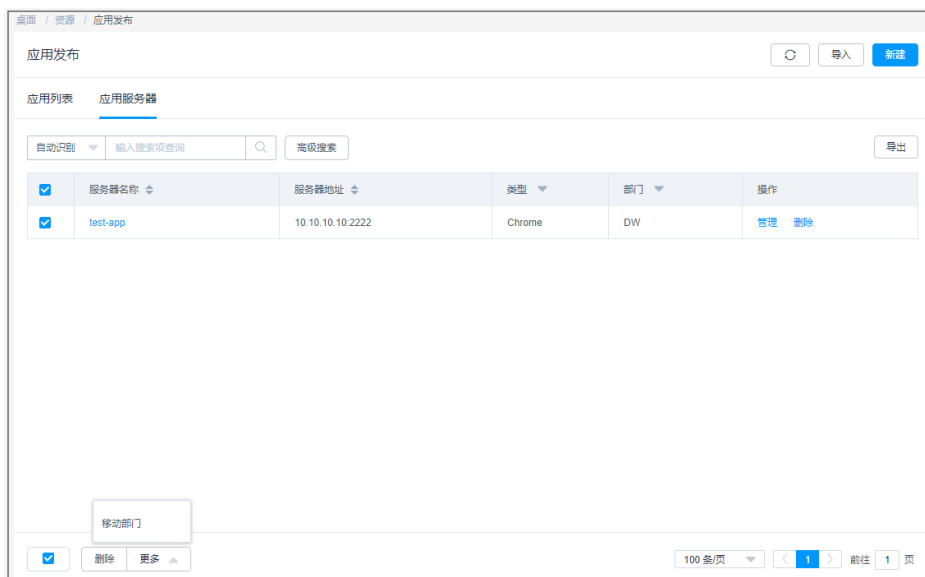 桌面 / 资源 / 应用发布
应用发布
导入
新建
应用列表 应用服务器
自动识别 输入搜索项查询 高级搜索 导出
服务器名称 服务器地址 类型 部门 操作
test-app 10.10.10.10:2222 Chrome DW 管理 删除
移动部门
删除 更多 100 条/页 1 前往 1 页